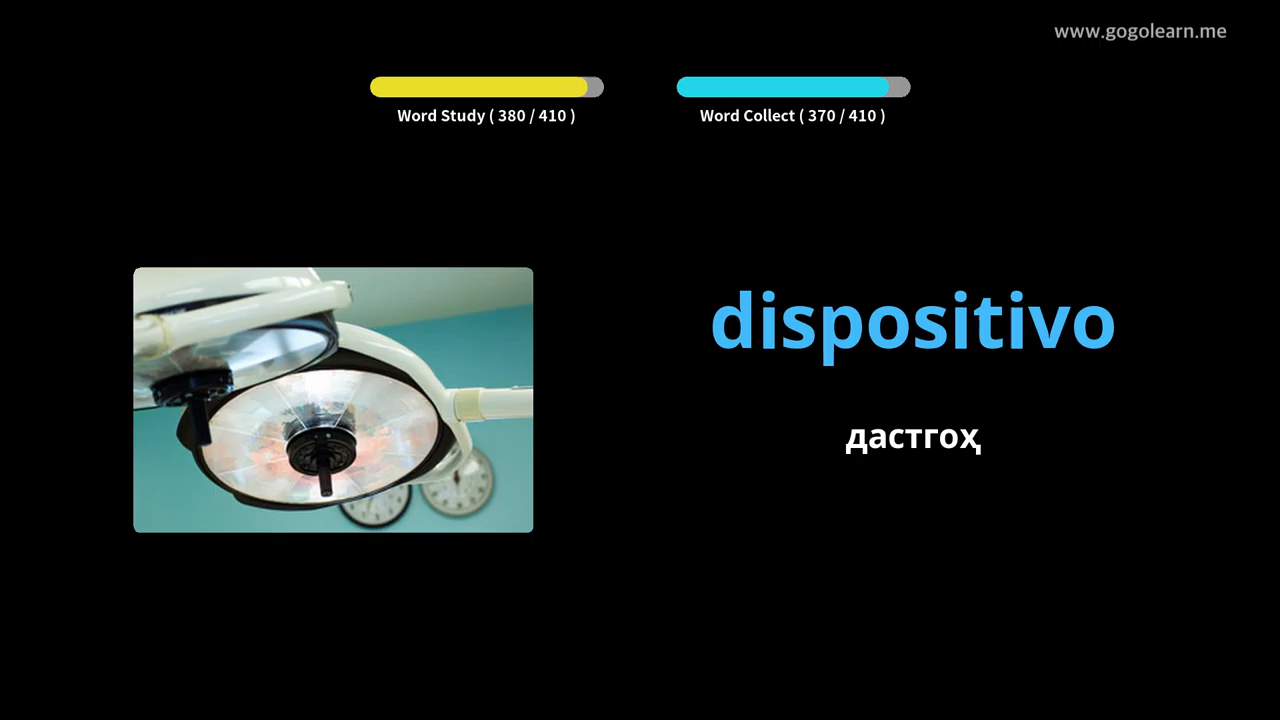 www.gogolearn.me
Word Study ( 380 / 410 )
Word Collect ( 370 / 410 )
dispositivo
дастгоҳ